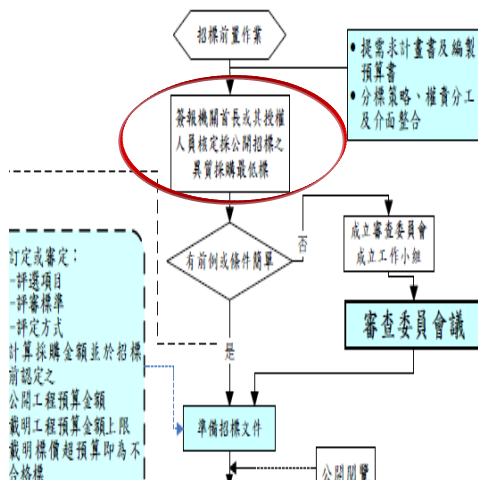 招標前置作業
• 提需求計畫書及編製
預算書
• 分標策略、權責分工
及介面整合
簽報機關首長或其授權
人員核定採公開招標之
異質採購最低標
有前例或條件簡單
否
成立審查委員會
成立工作小組
審查委員會議
是
訂定或審定：
-評選項目
-評審標準
-評定方式
計算採購金額並於招標
前認定之
公開工程預算金額
載明工程預算金額上限
載明標價超預算即為不
合格標
準備招標文件
公開閱覽